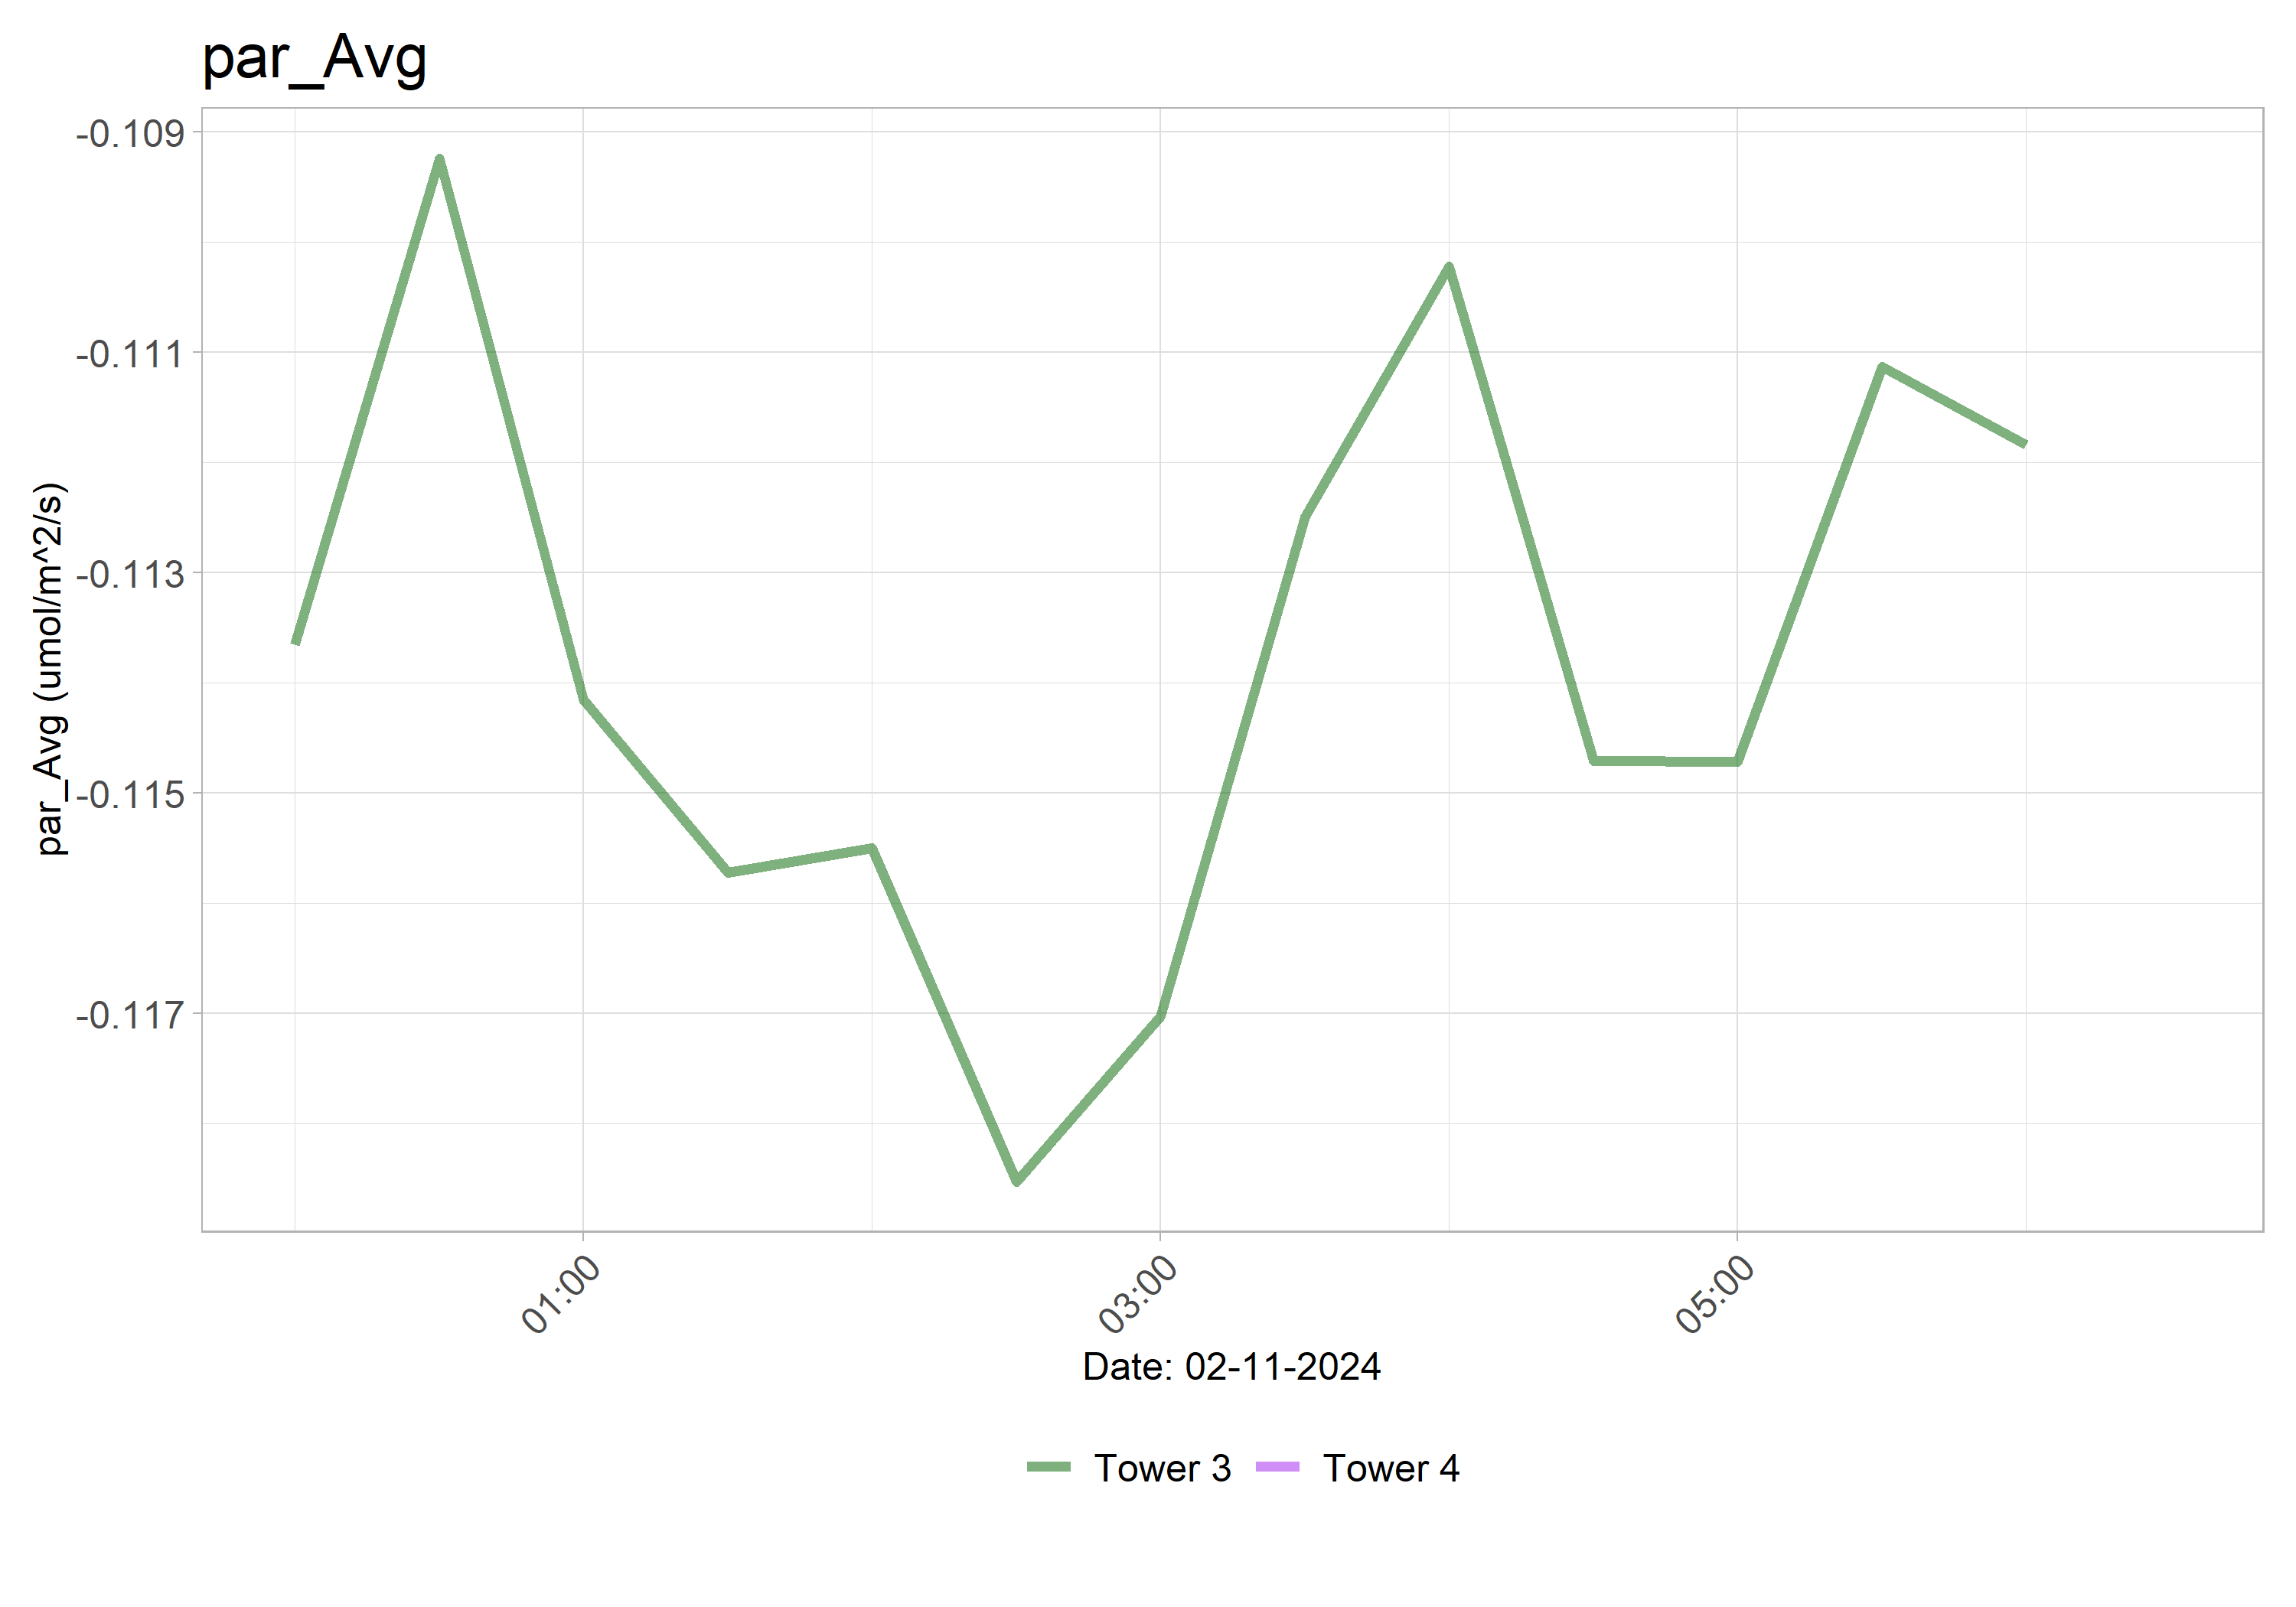 par_Avg
par_Avg (umol/m^2/s)
-0.109
-0.111
-0.113
-0.115
-0.117
01:00
03:00
05:00
Date: 02-11-2024
Tower 3
Tower 4